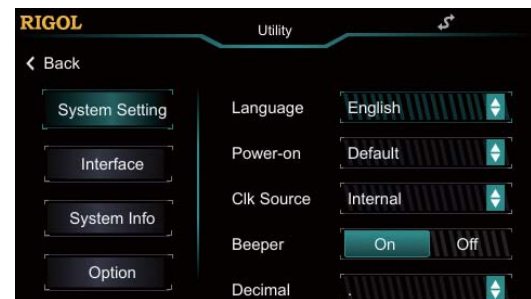 RIGOL
Utility
Back
System Setting
Interface
System Info
Option
Language English
Power-on Default
Clk Source Internal
Beeper On Off
Decimal .